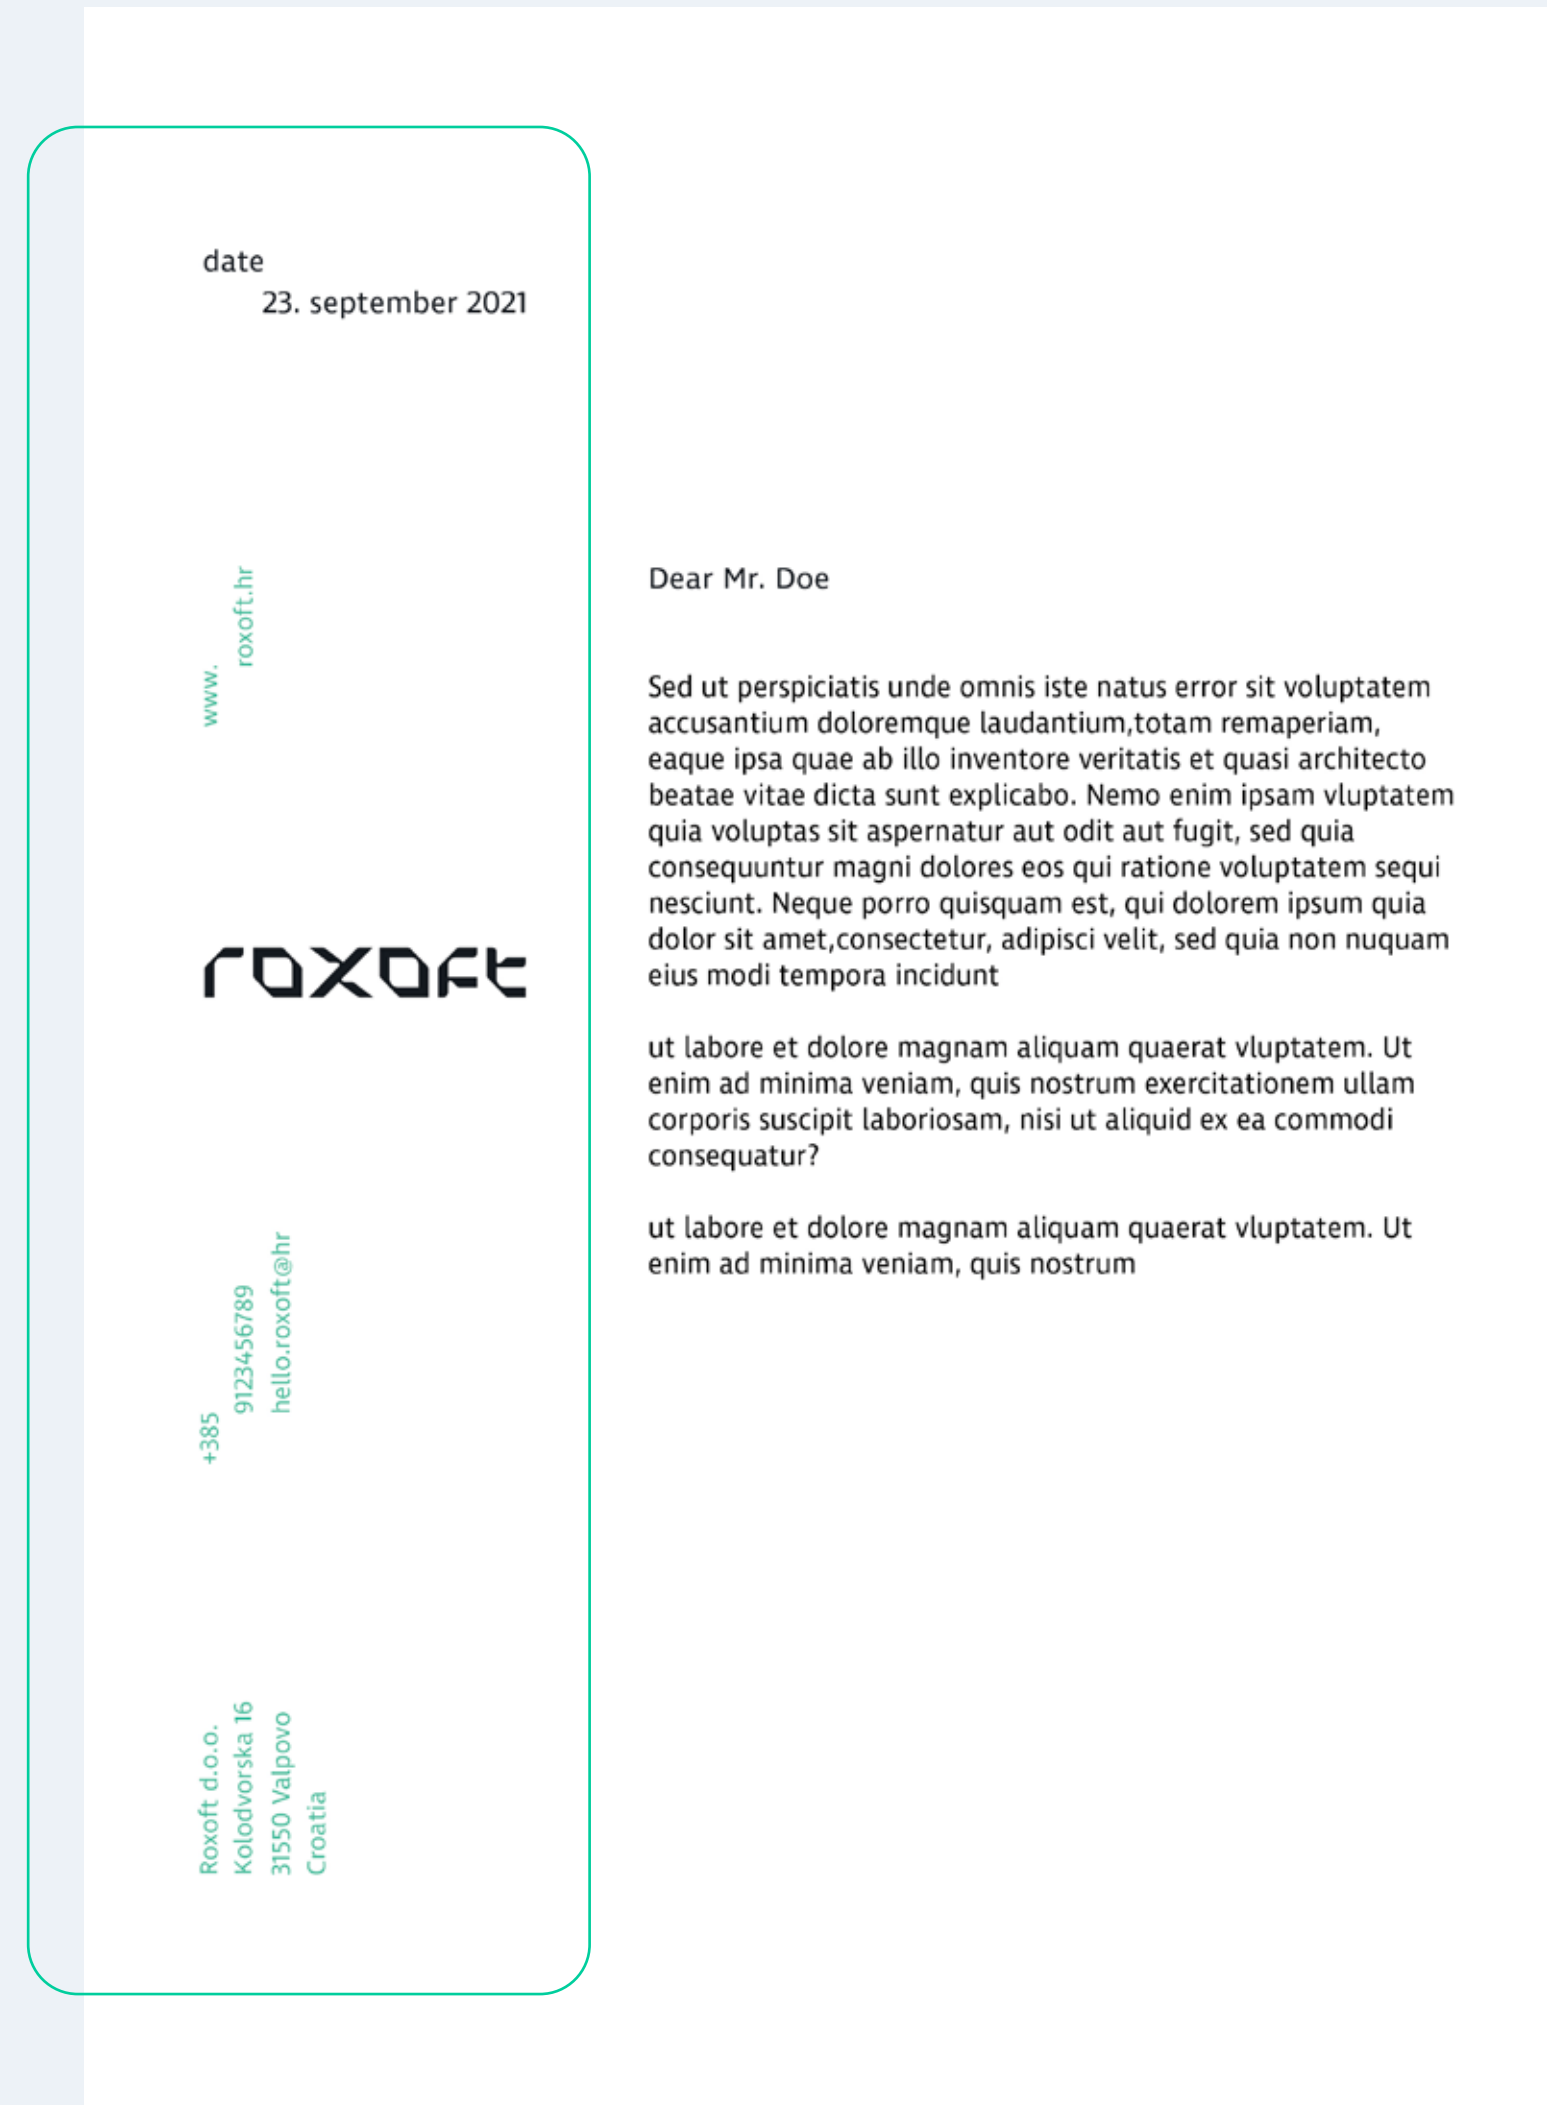 date
23. september 2021
www.
roxoft.hr
roxoft
+385
9123456789
hello.roxoft@hr
Roxoft d.o.o.
Kolodvorska 16
31550 Valpovo
Croatia
Dear Mr. Doe
Sed ut perspiciatis unde omnis iste natus error sit voluptatem
accusantium doloremque laudantium,totam remaperiam,
eaque ipsa quae ab illo inventore veritatis et quasi architecto
beatae vitae dicta sunt explicabo. Nemo enim ipsam vluptatem
quia voluptas sit aspernatur aut odit aut fugit, sed quia
consequuntur magni dolores eos qui ratione voluptatem sequi
nesciunt. Neque porro quisquam est, qui dolorem ipsum quia
dolor sit amet,consectetur, adipisci velit, sed quia non nuquam
eius modi tempora incidunt
ut labore et dolore magnam aliquam quaerat vluptatem. Ut
enim ad minima veniam, quis nostrum exercitationem ullam
corporis suscipit laboriosam, nisi ut aliquid ex ea commodi
consequatur?
ut labore et dolore magnam aliquam quaerat vluptatem. Ut
enim ad minima veniam, quis nostrum